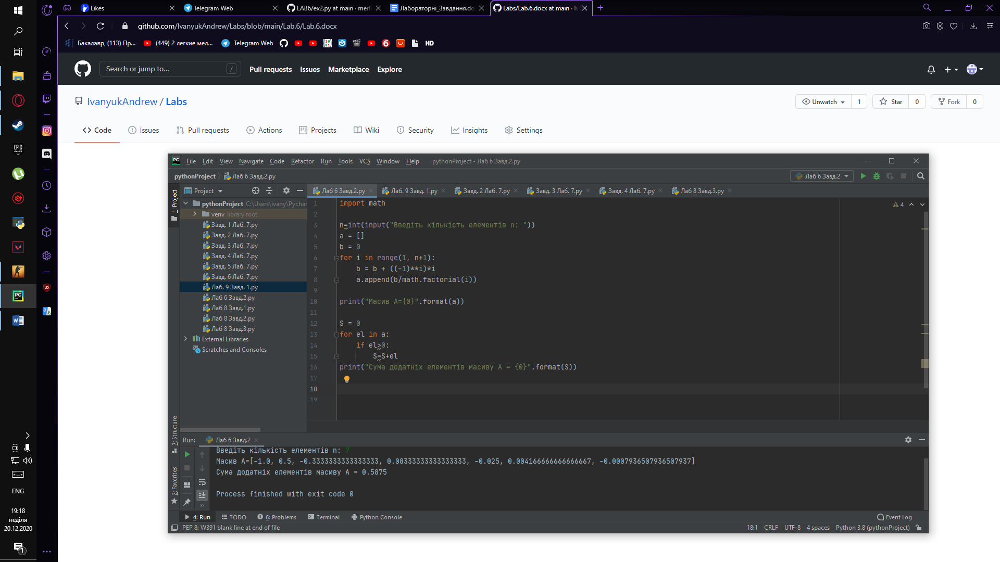 Likes
Telegram Web
LAB6/ex2.py at main · merl
Лабораторні_Завдання.do
Labs/Lab.6.docx at main ·
github.com/IvanyukAndrew/Labs/blob/main/Lab.6/Lab.6.docx
Бакалавр, (113) Пр...
(449) 2 легкие мел...
Telegram Web
HD
Search or jump to...
/
Pull requests
Issues
Marketplace
Explore
IvanyukAndrew / Labs
Unwatch
1
Star
0
Fork
0
Code
Issues
Pull requests
Actions
Projects
Wiki
Security
Insights
Settings
PC
File Edit View Navigate Code Refactor Run Tools VCS Window Help
pythonProject - Лаб 6 Завд.2.py
pythonProject
Лаб 6 Завд.2.py
Лаб 6 Завд.2
1: Project
Project
Лаб 6 Завд.2.py
Лаб. 9 Завд. 1.py
Завд. 2 Лаб. 7.py
Завд. 3 Лаб. 7.py
Завд. 4 Лаб. 7.py
Лаб 8 Завд.3.py
pythonProject C:\Users\ivany\Pychar
venv library root
Завд. 1 Лаб. 7.py
Завд. 2 Лаб. 7.py
Завд. 3 Лаб. 7.py
Завд. 4 Лаб. 7.py
Завд. 5 Лаб. 7.py
Завд. 6 Лаб. 7.py
Лаб. 9 Завд. 1.py
Лаб 6 Завд.2.py
Лаб 8 Завд.1.py
Лаб 8 Завд.2.py
Лаб 8 Завд.3.py
External Libraries
Scratches and Consoles
4
1 import math
2
3 n=int(input("Введіть кількість елементів n: "))
4 a = []
5 b = 0
6 for i in range(1, n+1):
7 b = b + ((-1)**i)*i
8 a.append(b/math.factorial(i))
9
10 print("Масив A={0}".format(a))
11
12 S = 0
13 for el in a:
14 if el>0:
15 S=S+el
16 print("Сума додатніх елементів масиву A = {0}".format(S))
17
18
19
7: Structure
2: Favorites
Run:
Лаб 6 Завд.2
Введіть кількість елементів n: 7
Масив A=[-1.0, 0.5, -0.3333333333333333, 0.08333333333333333, -0.025, 0.004166666666666667, -0.0007936507936507937]
Сума додатніх елементів масиву A = 0.5875
Process finished with exit code 0
4: Run
TODO
6: Problems
Terminal
Python Console
Event Log
PEP 8: W391 blank line at end of file
18:1
CRLF
UTF-8
4 spaces
Python 3.8 (pythonProject)
EPIC
GAMES
PC
ENG
19:18
неділя
20.12.2020
1